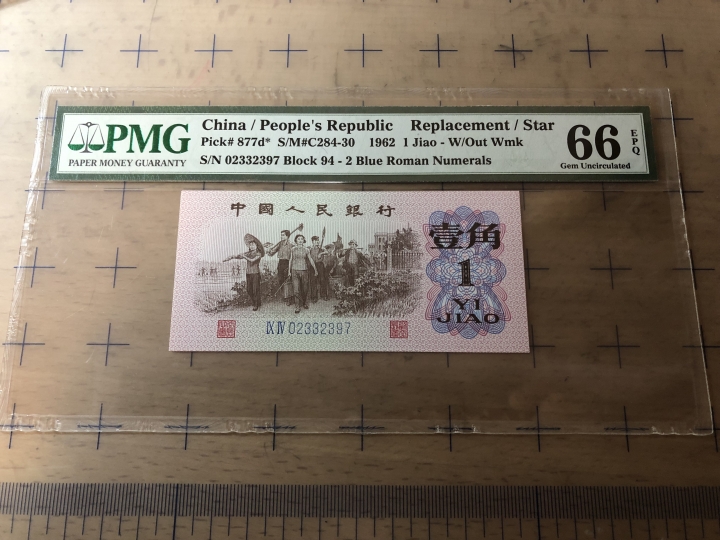 PMG
PAPER MONEY GUARANTY
China / People's Republic Replacement / Star
Pick# 877d* S/M#C284-30 1962 1 Jiao - W/Out Wmk
S/N 02332397 Block 94 - 2 Blue Roman Numerals
66 EPQ
Gem Uncirculated
中國人民銀行
壹角
1
YI
JIAO
IX IV 02332397